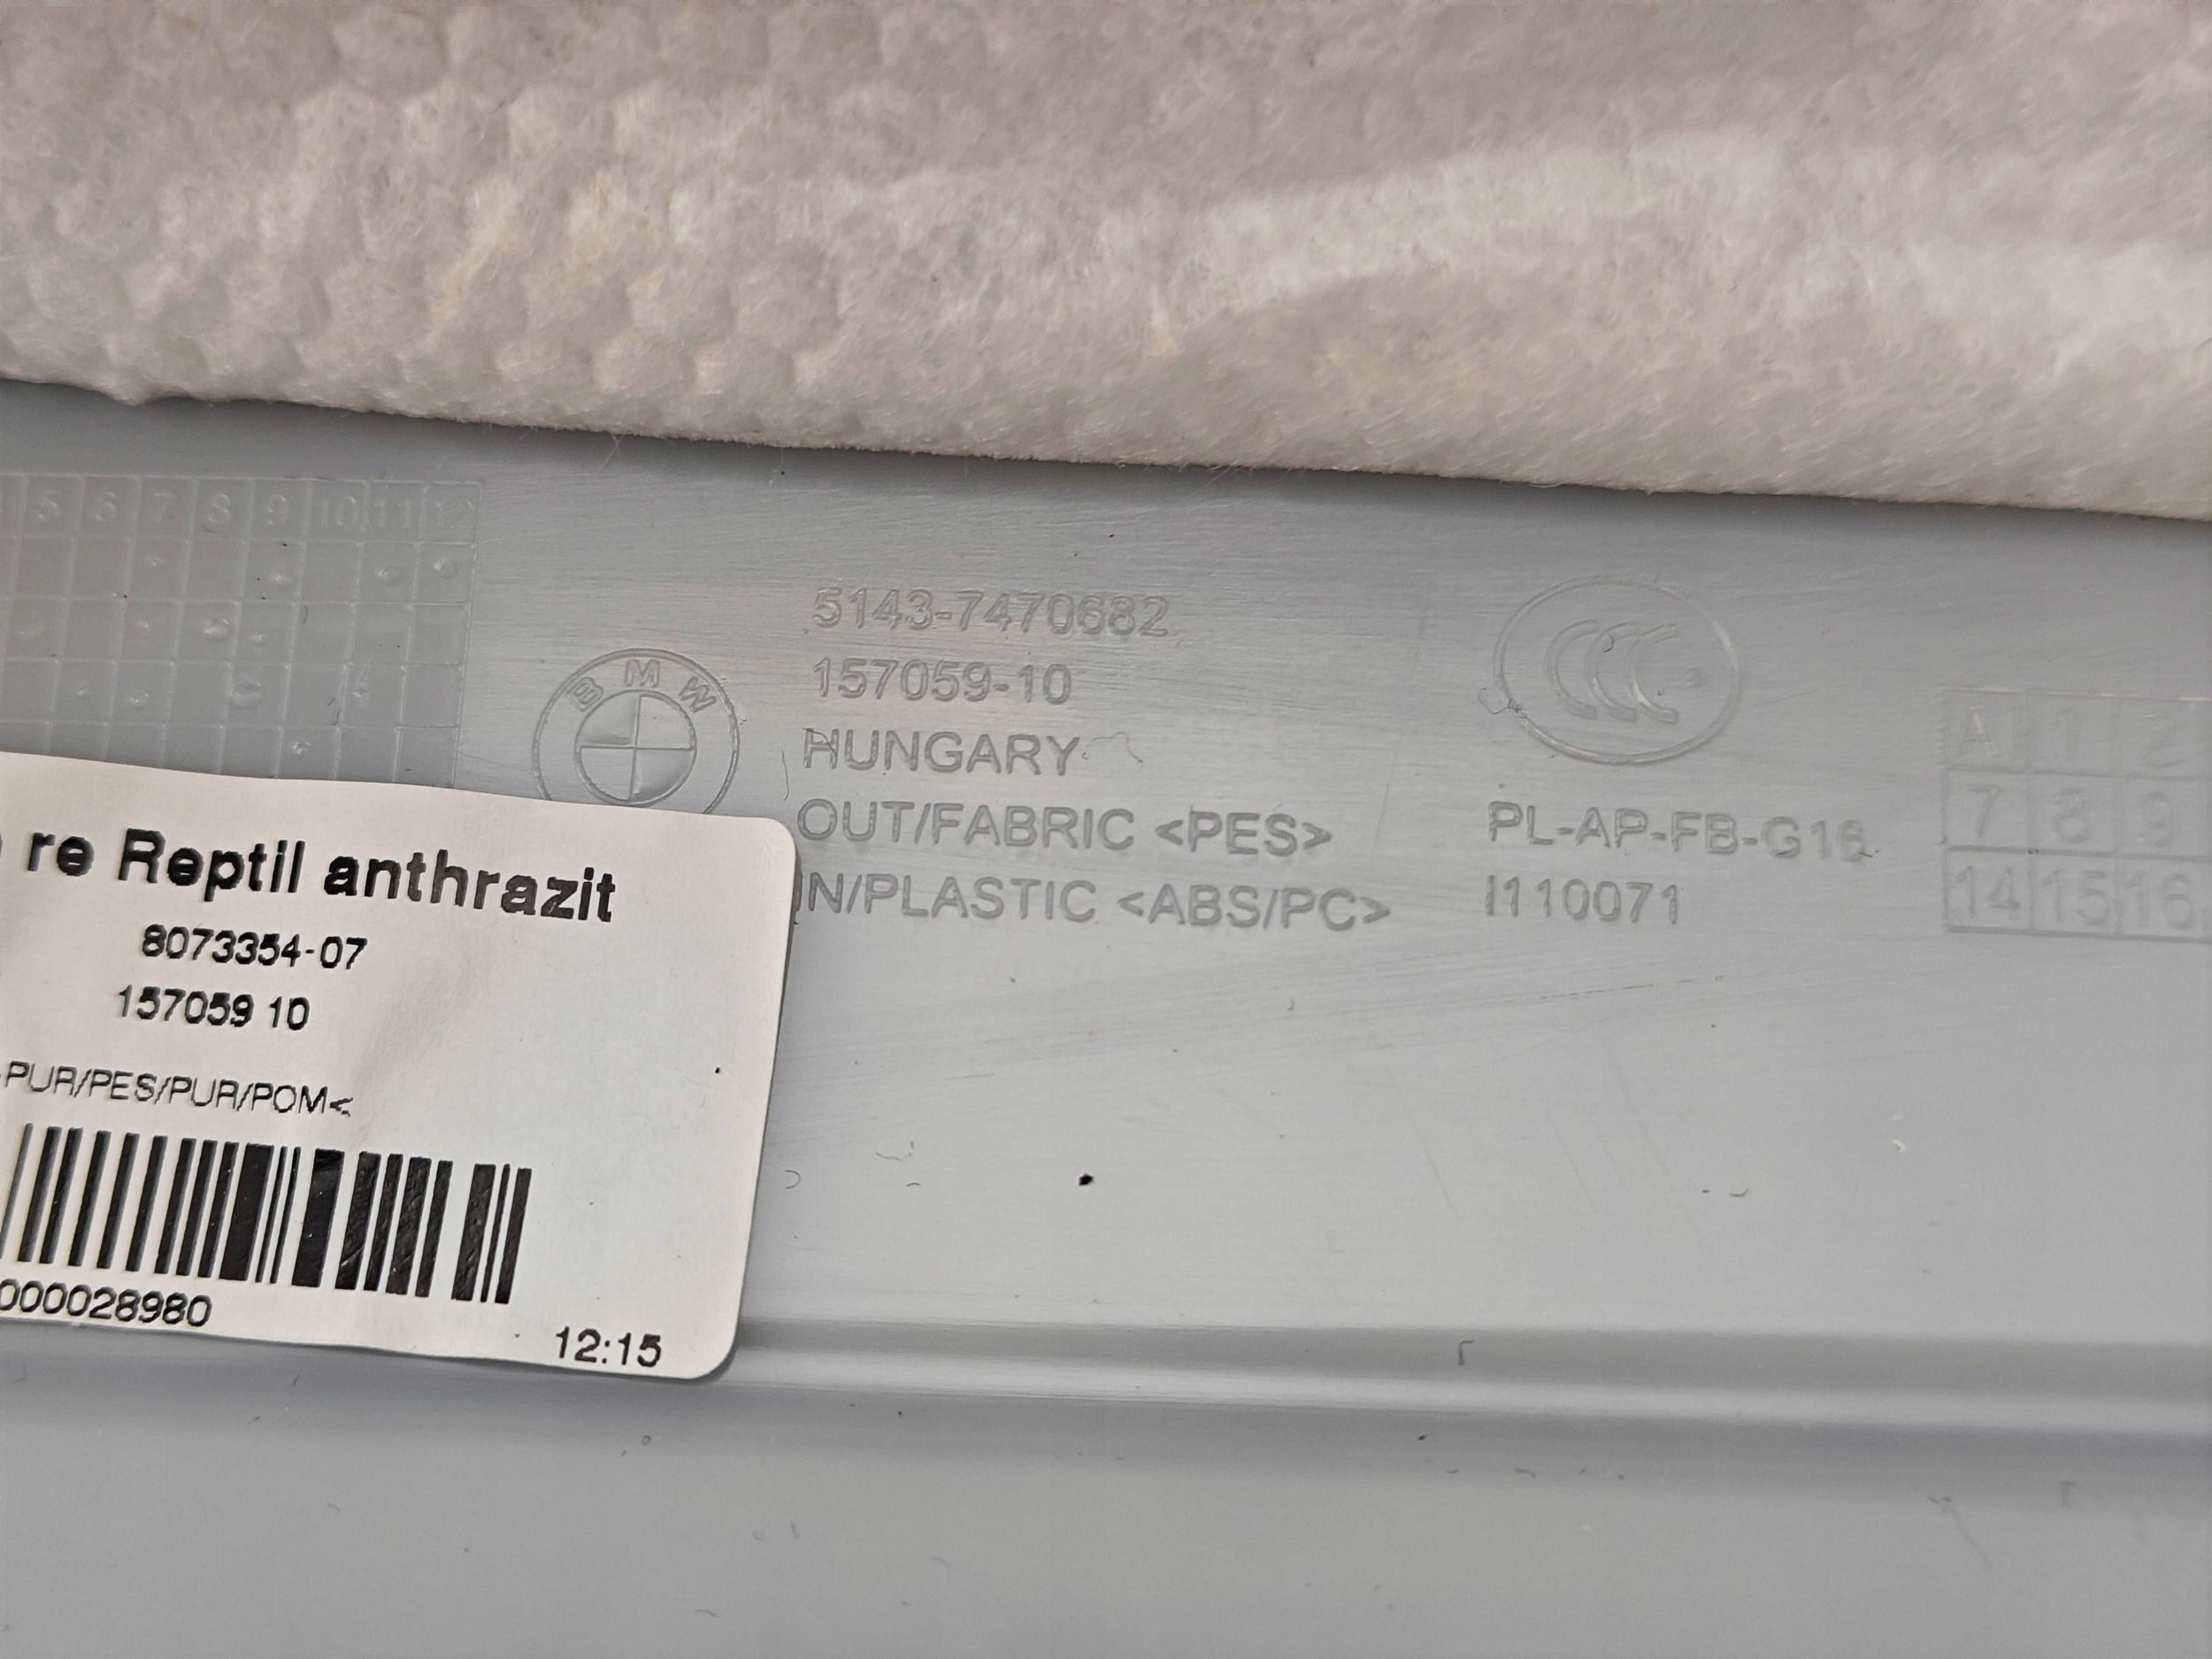 5 6 7 8 9 10 11 12
BMW
5143-7470682
157059-10
HUNGARY
OUT/FABRIC <PES>
IN/PLASTIC <ABS/PC>
CCC
S
PL-AP-FB-G16
I110071
A 1 2
7 8 9
14 15 16
re Reptil anthrazit
8073354-07
157059 10
PUR/PES/PUR/POM<
000028980
12:15